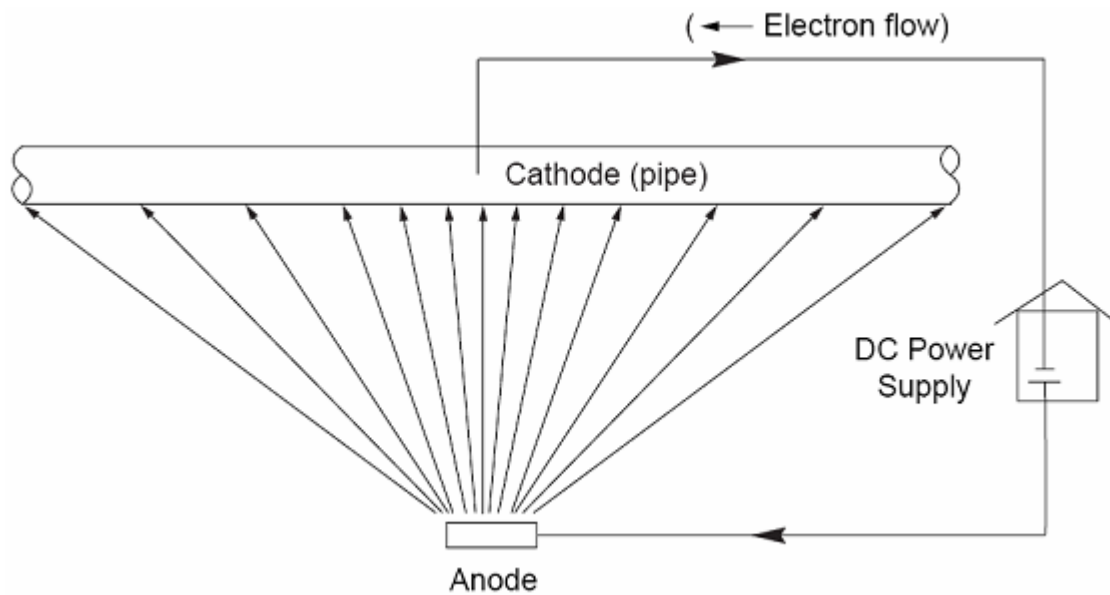 ( Electron flow)
Cathode (pipe)
DC Power
Supply
Anode